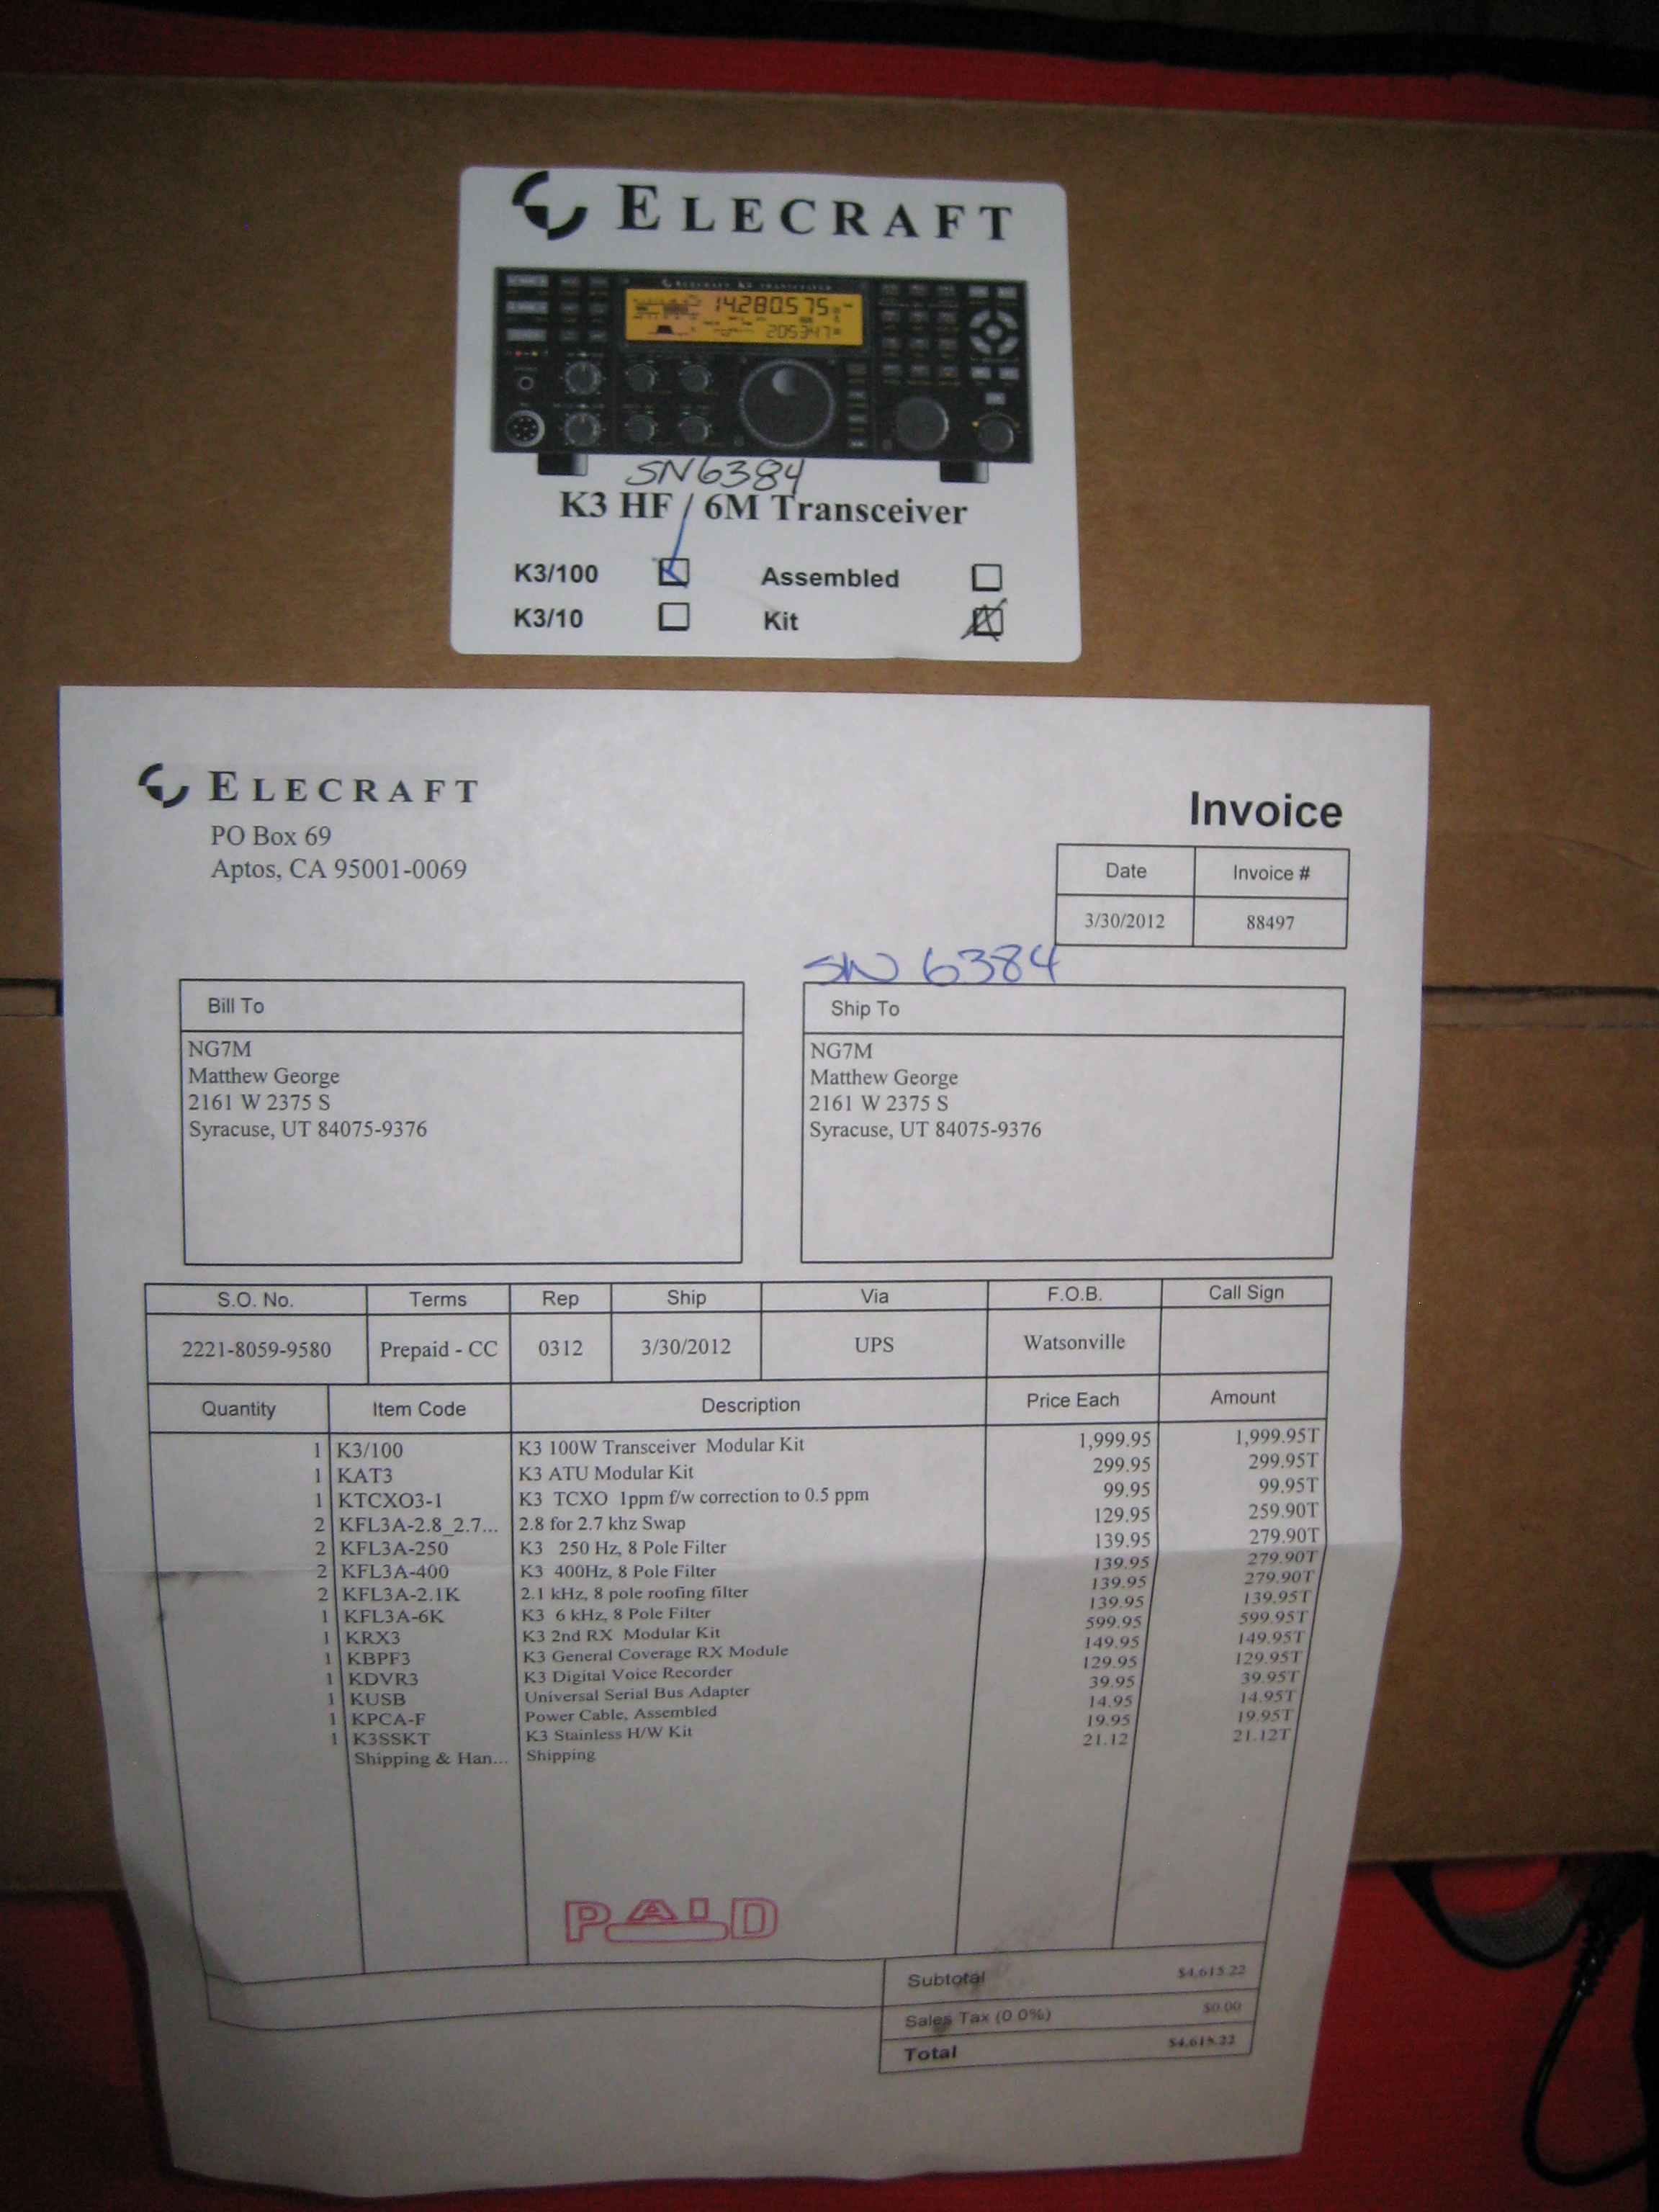 ELECRAFT
ELECRAFT K3 TRANSCEIVER
14.280.575
205347
SN6384
K3 HF / 6M Transceiver
K3/100 Assembled
K3/10 Kit
ELECRAFT
PO Box 69
Aptos, CA 95001-0069
Invoice
Date Invoice #
3/30/2012 88497
SN 6384
Bill To
NG7M
Matthew George
2161 W 2375 S
Syracuse, UT 84075-9376
Ship To
NG7M
Matthew George
2161 W 2375 S
Syracuse, UT 84075-9376
S.O. No. Terms Rep Ship Via F.O.B. Call Sign
2221-8059-9580 Prepaid - CC 0312 3/30/2012 UPS Watsonville
Quantity Item Code Description Price Each Amount
1 K3/100 K3 100W Transceiver Modular Kit 1,999.95 1,999.95T
1 KAT3 K3 ATU Modular Kit 299.95 299.95T
1 KTCXO3-1 K3 TCXO 1ppm f/w correction to 0.5 ppm 99.95 99.95T
2 KFL3A-2.8_2.7... 2.8 for 2.7 khz Swap 129.95 259.90T
2 KFL3A-250 K3 250 Hz, 8 Pole Filter 139.95 279.90T
2 KFL3A-400 K3 400Hz, 8 Pole Filter 139.95 279.90T
2 KFL3A-2.1K 2.1 kHz, 8 pole roofing filter 139.95 279.90T
1 KFL3A-6K K3 6 kHz, 8 Pole Filter 139.95 139.95T
1 KRX3 K3 2nd RX Modular Kit 599.95 599.95T
1 KBPF3 K3 General Coverage RX Module 149.95 149.95T
1 KDVR3 K3 Digital Voice Recorder 129.95 129.95T
1 KUSB Universal Serial Bus Adapter 39.95 39.95T
1 KPCA-F Power Cable, Assembled 14.95 14.95T
1 K3SSKT K3 Stainless H/W Kit 19.95 19.95T
Shipping & Han... Shipping 21.12 21.12T
PAID
Subtotal $4,615.22
Sales Tax (0.0%) $0.00
Total $4,615.22